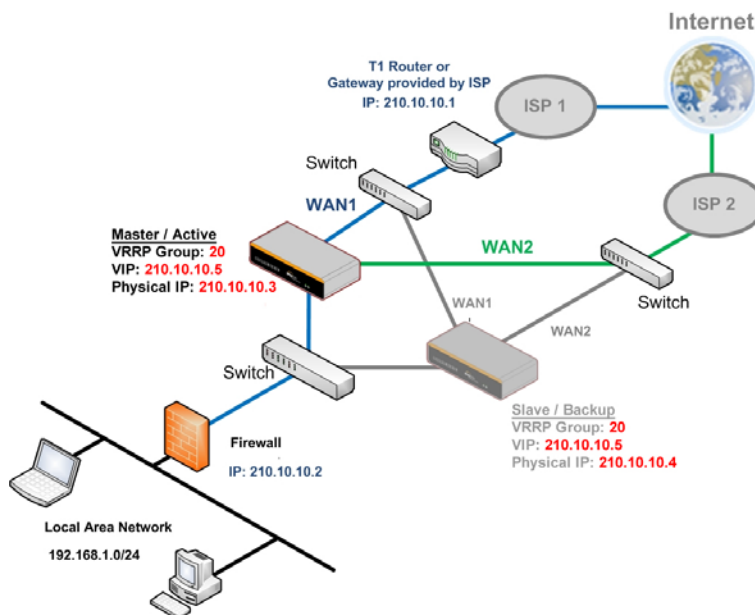 Internet
T1 Router or
Gateway provided by ISP
IP: 210.10.10.1
ISP 1
Switch
WAN1
ISP 2
Master / Active
VRRP Group: 20
VIP: 210.10.10.5
Physical IP: 210.10.10.3
WAN2
Switch
WAN1
WAN2
Switch
Slave / Backup
VRRP Group: 20
VIP: 210.10.10.5
Physical IP: 210.10.10.4
Firewall
IP: 210.10.10.2
Local Area Network
192.168.1.0/24